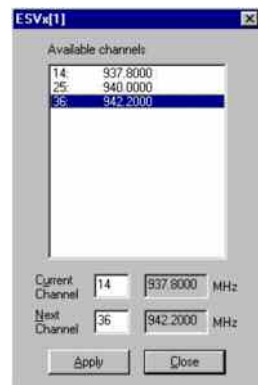 ESVx[1]
Available channels
14: 937.8000
25: 940.0000
36: 942.2000
Current Channel 14 937.8000 MHz
Next Channel 36 942.2000 MHz
Apply Close